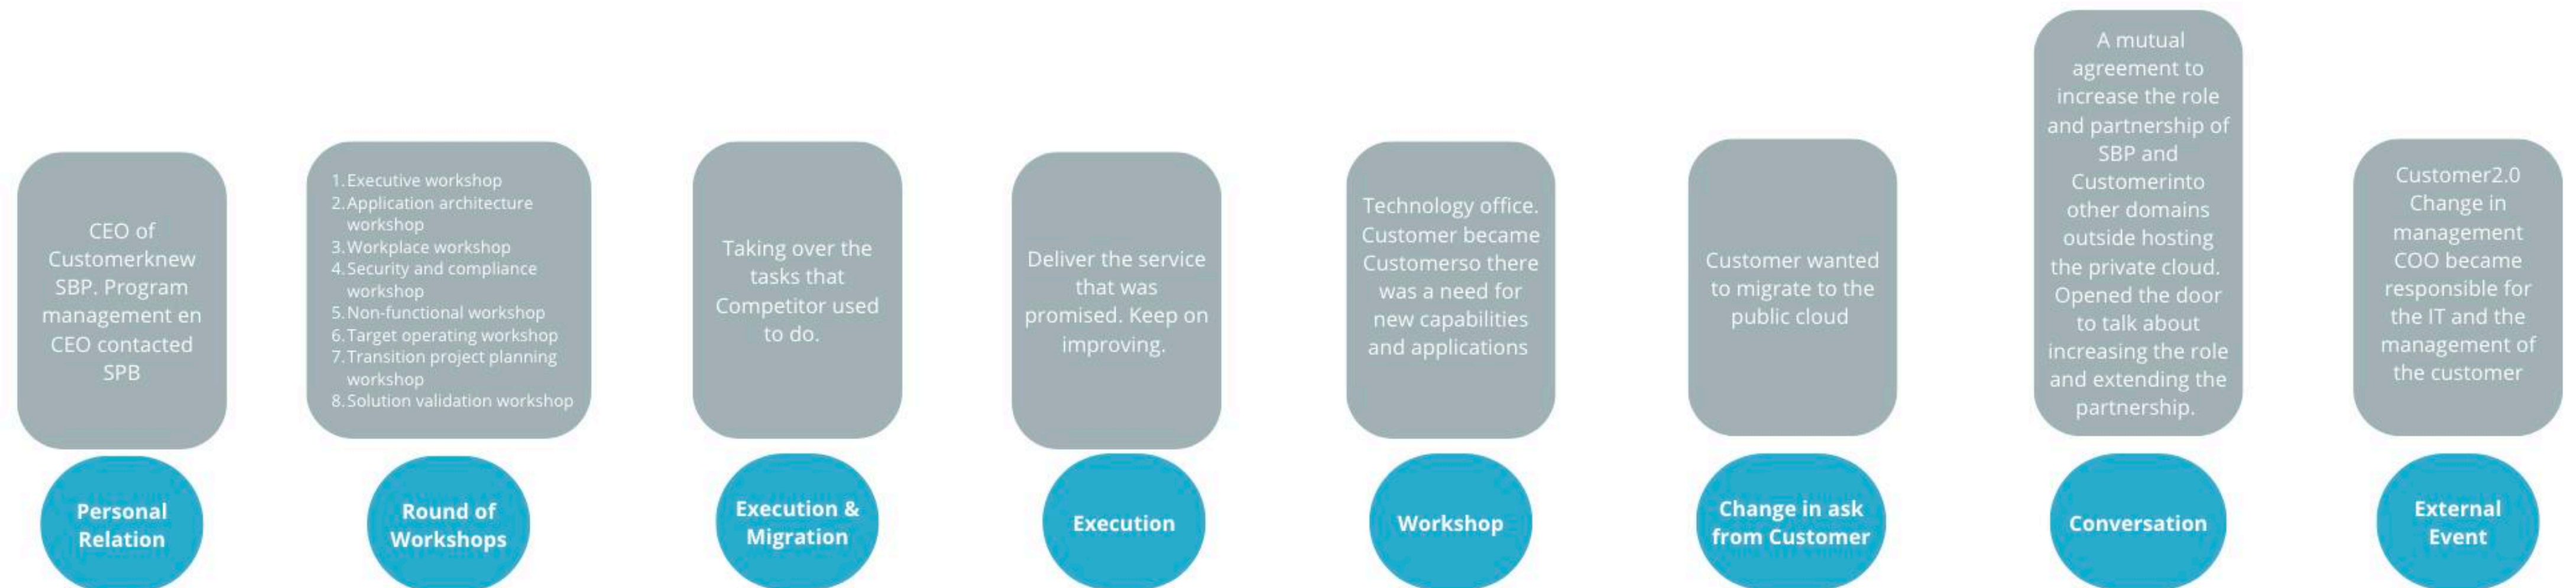 CEO of
Customerknew
SBP. Program
management en
CEO contacted
SPB
Personal
Relation
1. Executive workshop
2. Application architecture
workshop
3. Workplace workshop
4. Security and compliance
workshop
5. Non-functional workshop
6. Target operating workshop
7. Transition project planning
workshop
8. Solution validation workshop
Round of
Workshops
Taking over the
tasks that
Competitor used
to do.
Execution &
Migration
Deliver the service
that was
promised. Keep on
improving.
Execution
Technology office.
Customer became
Customerso there
was a need for
new capabilities
and applications
Workshop
Customer wanted
to migrate to the
public cloud
Change in ask
from Customer
A mutual
agreement to
increase the role
and partnership of
SBP and
Customerinto
other domains
outside hosting
the private cloud.
Opened the door
to talk about
increasing the role
and extending the
partnership.
Conversation
Customer2.0
Change in
management
COO became
responsible for
the IT and the
management of
the customer
External
Event